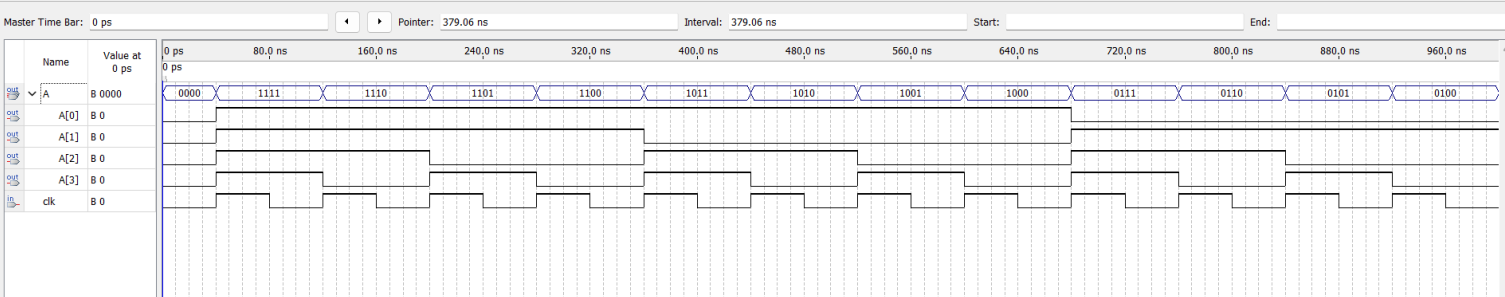 Master Time Bar: 0 ps Pointer: 379.06 ns Interval: 379.06 ns Start: End:
Name Value at 0 ps 0 ps 80.0 ns 160.0 ns 240.0 ns 320.0 ns 400.0 ns 480.0 ns 560.0 ns 640.0 ns 720.0 ns 800.0 ns 880.0 ns 960.0 ns
0 ps
out A B 0000 0000 1111 1110 1101 1100 1011 1010 1001 1000 0111 0110 0101 0100
out A[0] B 0
out A[1] B 0
out A[2] B 0
out A[3] B 0
in clk B 0